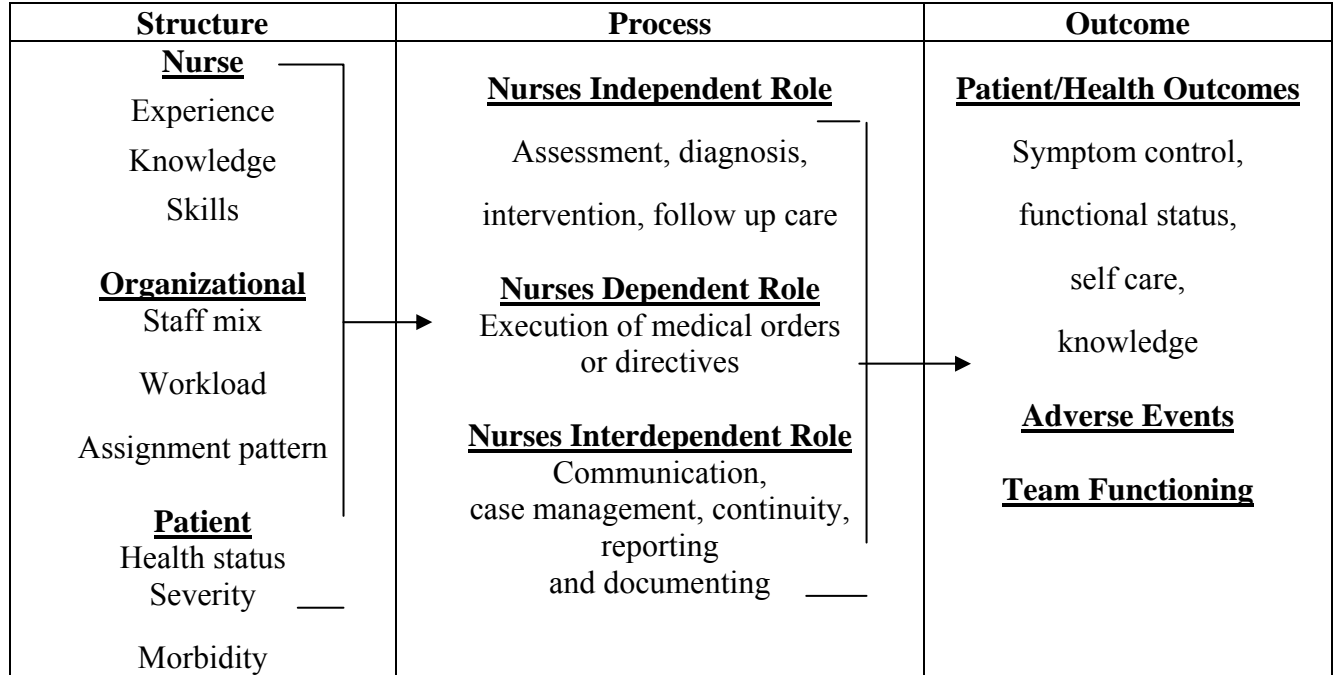 Structure
Process
Outcome
Nurse
Experience
Knowledge
Skills
Organizational
Staff mix
Workload
Assignment pattern
Patient
Health status
Severity
Morbidity
Nurses Independent Role
Assessment, diagnosis,
intervention, follow up care
Nurses Dependent Role
Execution of medical orders
or directives
Nurses Interdependent Role
Communication,
case management, continuity,
reporting
and documenting
Patient/Health Outcomes
Symptom control,
functional status,
self care,
knowledge
Adverse Events
Team Functioning